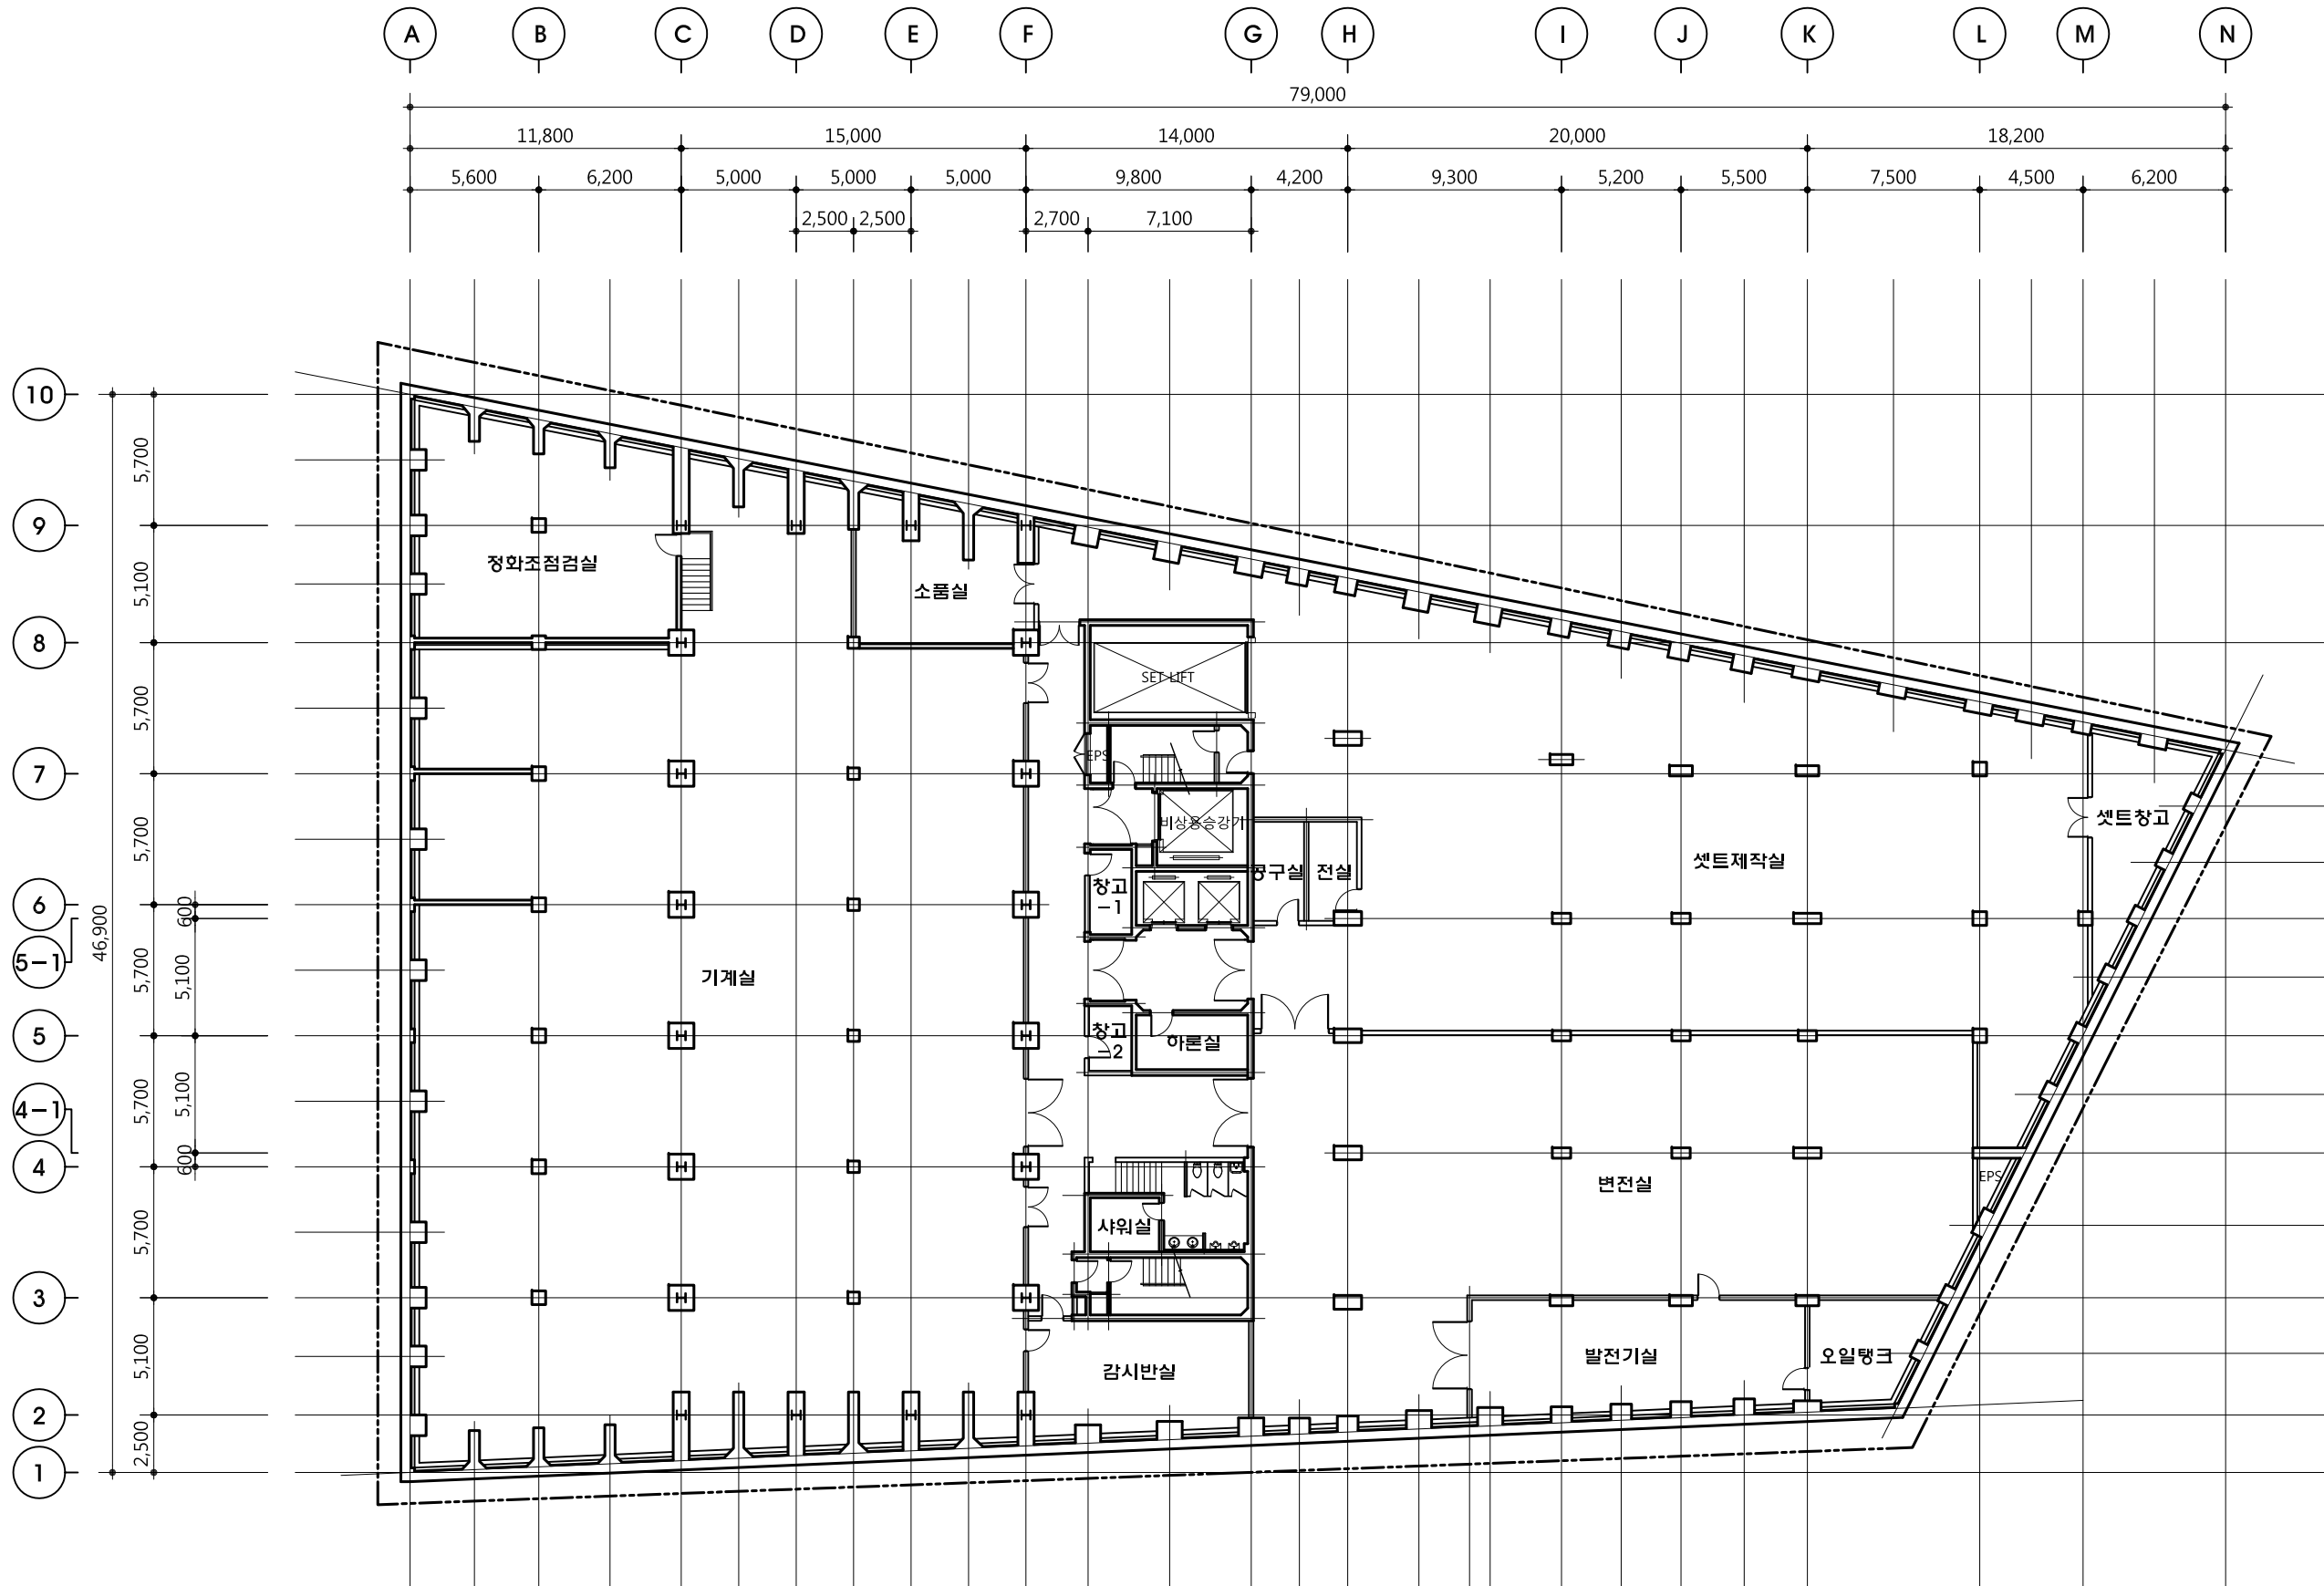 A B C D E F G H I J K L M N
79,000
11,800 15,000 14,000 20,000 18,200
5,600 6,200 5,000 5,000 5,000 9,800 4,200 9,300 5,200 5,500 7,500 4,500 6,200
2,500 2,500 2,700 7,100
10
5,700
9
5,100
정화조점검실
소품실
8
5,700
SET LIFT
7
EPS
5,700
비상용승강기
셋트창고
셋트제작실
공구실 전실
창고
-1
6
600
46,900
5-1
5,700
5,100
기계실
5
창고
-2
하론실
5,700
5,100
4-1
600
4
EPS
변전실
5,700
샤워실
3
5,100
감시반실
발전기실
오일탱크
2
2,500
1